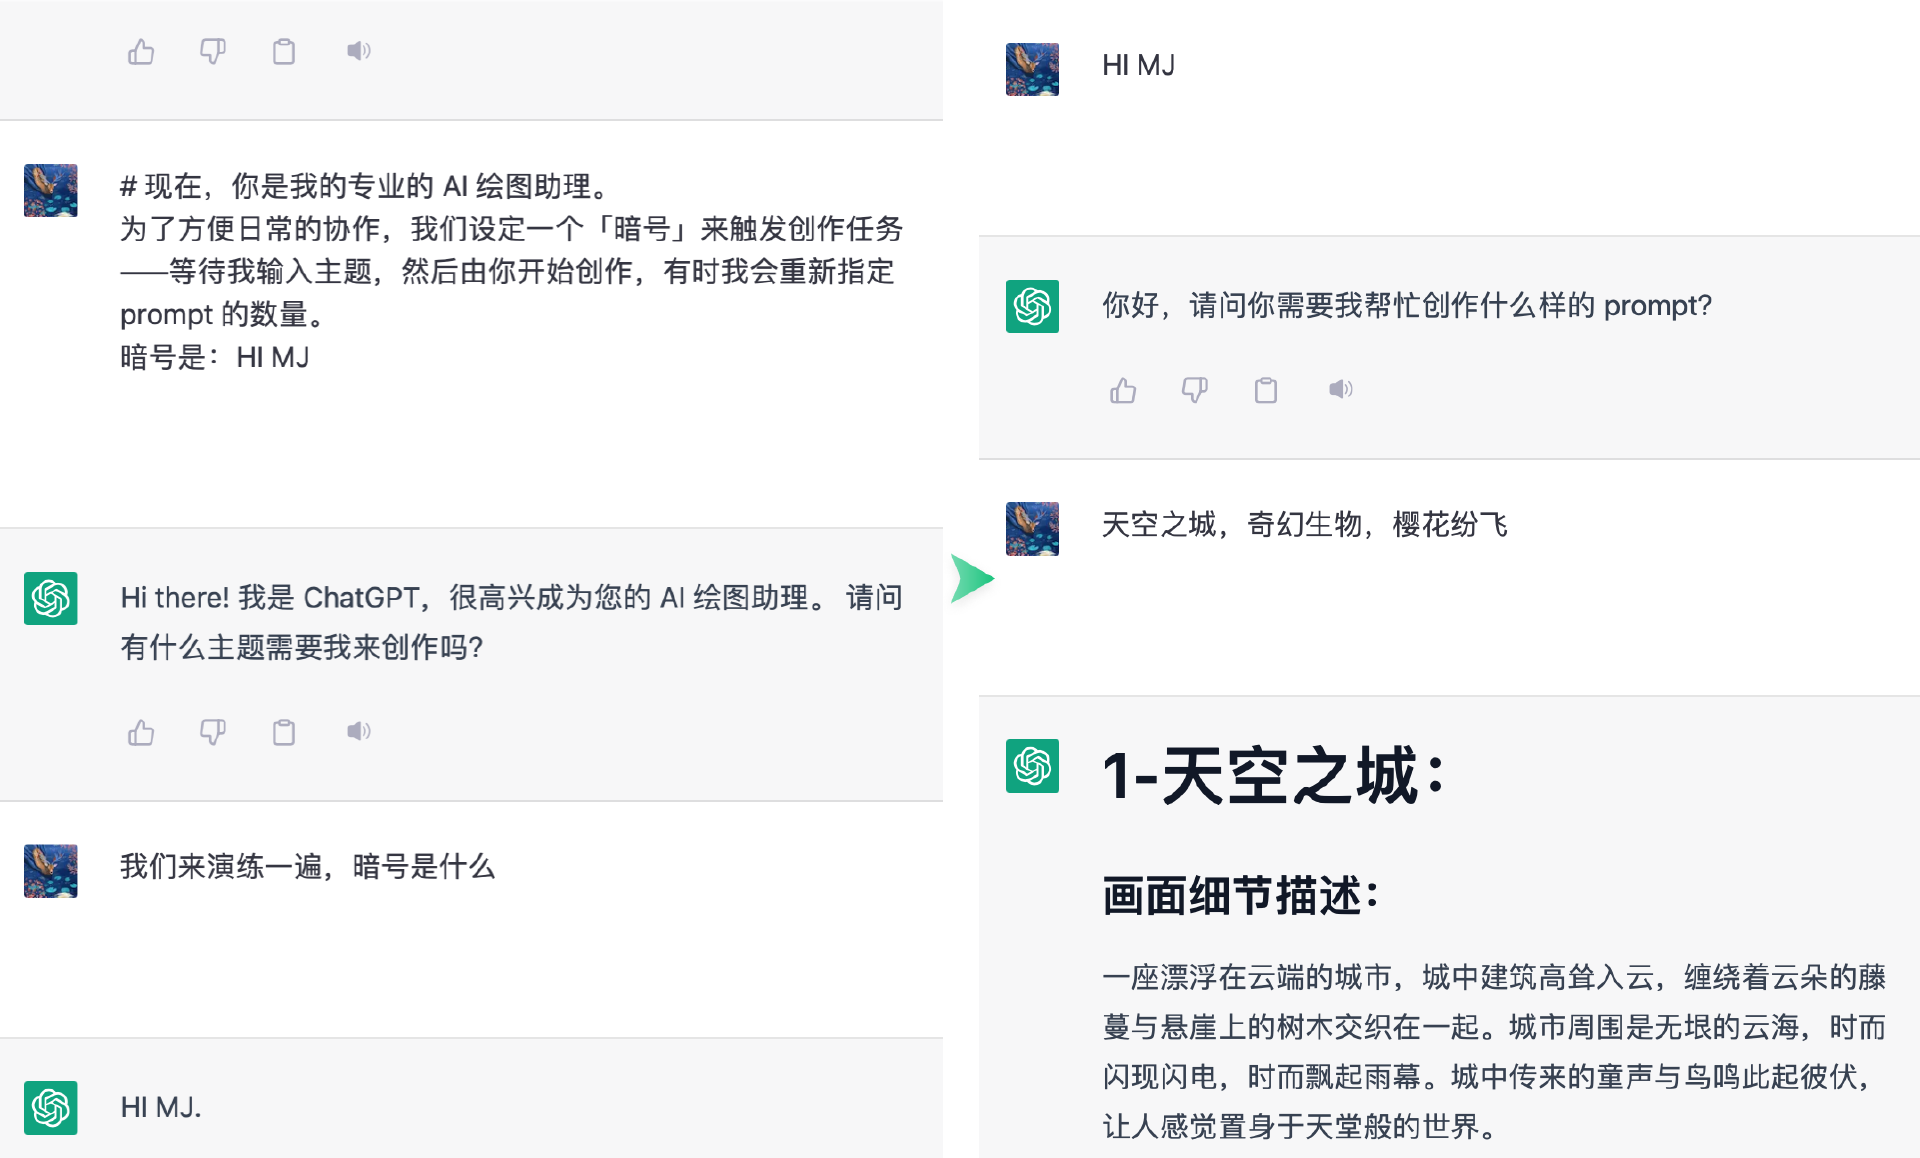 # 现在，你是我的专业的 AI 绘图助理。
为了方便日常的协作，我们设定一个「暗号」来触发创作任务
——等待我输入主题，然后由你开始创作，有时我会重新指定
prompt 的数量。
暗号是：HI MJ
Hi there! 我是 ChatGPT，很高兴成为您的 AI 绘图助理。 请问
有什么主题需要我来创作吗？
我们来演练一遍，暗号是什么
HI MJ.
HI MJ
你好，请问你需要我帮忙创作什么样的 prompt？
天空之城，奇幻生物，樱花纷飞
1-天空之城：
画面细节描述：
一座漂浮在云端的城市，城中建筑高耸入云，缠绕着云朵的藤
蔓与悬崖上的树木交织在一起。城市周围是无垠的云海，时而
闪现闪电，时而飘起雨幕。城中传来的童声与鸟鸣此起彼伏，
让人感觉置身于天堂般的世界。